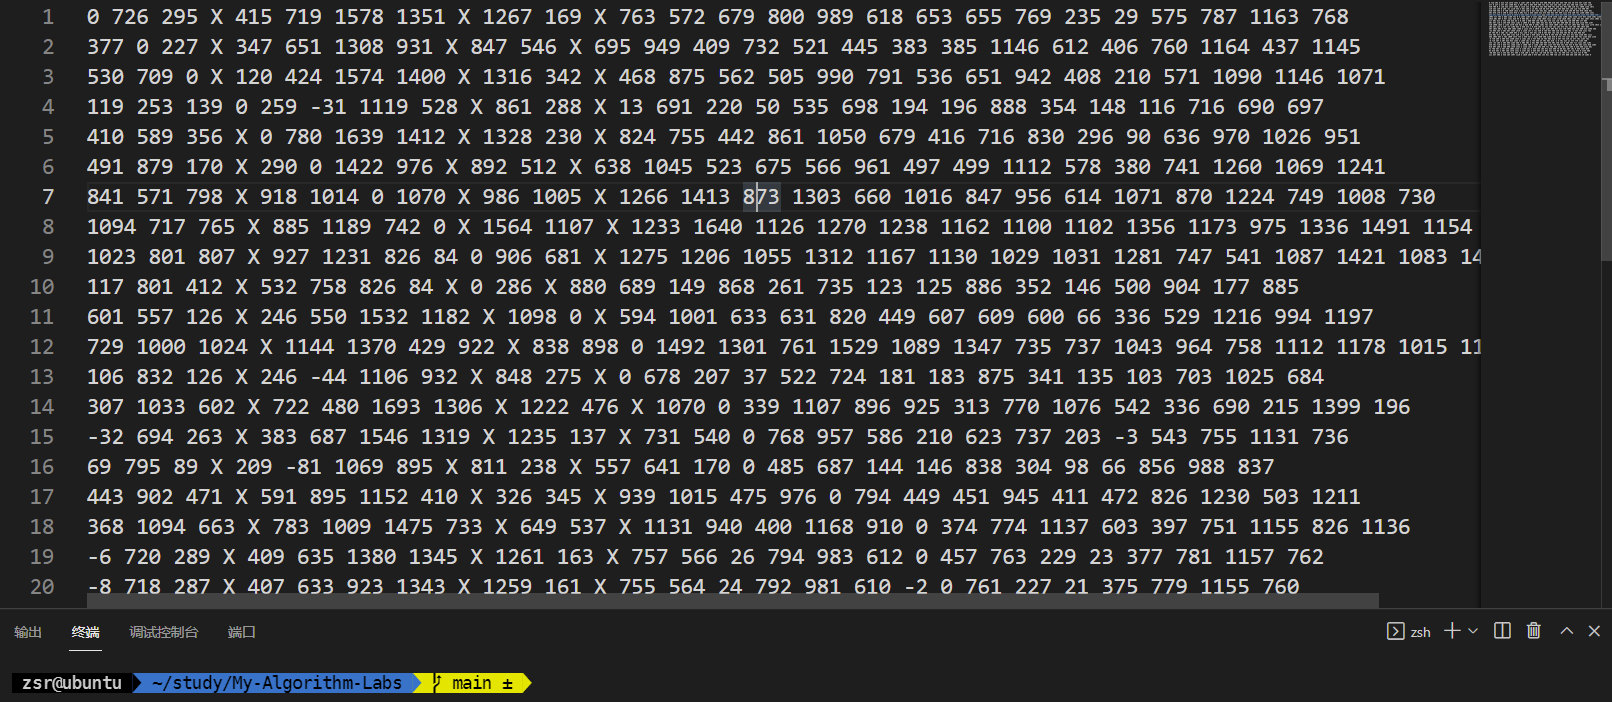 1 0 726 295 X 415 719 1578 1351 X 1267 169 X 763 572 679 800 989 618 653 655 769 235 29 575 787 1163 768
2 377 0 227 X 347 651 1308 931 X 847 546 X 695 949 409 732 521 445 383 385 1146 612 406 760 1164 437 1145
3 530 709 0 X 120 424 1574 1400 X 1316 342 X 468 875 562 505 990 791 536 651 942 408 210 571 1090 1146 1071
4 119 253 139 0 259 -31 1119 528 X 861 288 X 13 691 220 50 535 698 194 196 888 354 148 116 716 690 697
5 410 589 356 X 0 780 1639 1412 X 1328 230 X 824 755 442 861 1050 679 416 716 830 296 90 636 970 1026 951
6 491 879 170 X 290 0 1422 976 X 892 512 X 638 1045 523 675 566 961 497 499 1112 578 380 741 1260 1069 1241
7 841 571 798 X 918 1014 0 1070 X 986 1005 X 1266 1413 873 1303 660 1016 847 956 614 1071 870 1224 749 1008 730
8 1094 717 765 X 885 1189 742 0 X 1564 1107 X 1233 1640 1126 1270 1238 1162 1100 1102 1356 1173 975 1336 1491 1154
9 1023 801 807 X 927 1231 826 84 0 906 681 X 1275 1206 1055 1312 1167 1130 1029 1031 1281 747 541 1087 1421 1083 14
10 117 801 412 X 532 758 826 84 X 0 286 X 880 689 149 868 261 735 123 125 886 352 146 500 904 177 885
11 601 557 126 X 246 550 1532 1182 X 1098 0 X 594 1001 633 631 820 449 607 609 600 66 336 529 1216 994 1197
12 729 1000 1024 X 1144 1370 429 922 X 838 898 0 1492 1301 761 1529 1089 1347 735 737 1043 964 758 1112 1178 1015 11
13 106 832 126 X 246 -44 1106 932 X 848 275 X 0 678 207 37 522 724 181 183 875 341 135 103 703 1025 684
14 307 1033 602 X 722 480 1693 1306 X 1222 476 X 1070 0 339 1107 896 925 313 770 1076 542 336 690 215 1399 196
15 -32 694 263 X 383 687 1546 1319 X 1235 137 X 731 540 0 768 957 586 210 623 737 203 -3 543 755 1131 736
16 69 795 89 X 209 -81 1069 895 X 811 238 X 557 641 170 0 485 687 144 146 838 304 98 66 856 988 837
17 443 902 471 X 591 895 1152 410 X 326 345 X 939 1015 475 976 0 794 449 451 945 411 472 826 1230 503 1211
18 368 1094 663 X 783 1009 1475 733 X 649 537 X 1131 940 400 1168 910 0 374 774 1137 603 397 751 1155 826 1136
19 -6 720 289 X 409 635 1380 1345 X 1261 163 X 757 566 26 794 983 612 0 457 763 229 23 377 781 1157 762
20 -8 718 287 X 407 633 923 1343 X 1259 161 X 755 564 24 792 981 610 -2 0 761 227 21 375 779 1155 760
输出 终端 调试控制台 端口 zsh
zsr@ubuntu ~/study/My-Algorithm-Labs main ±